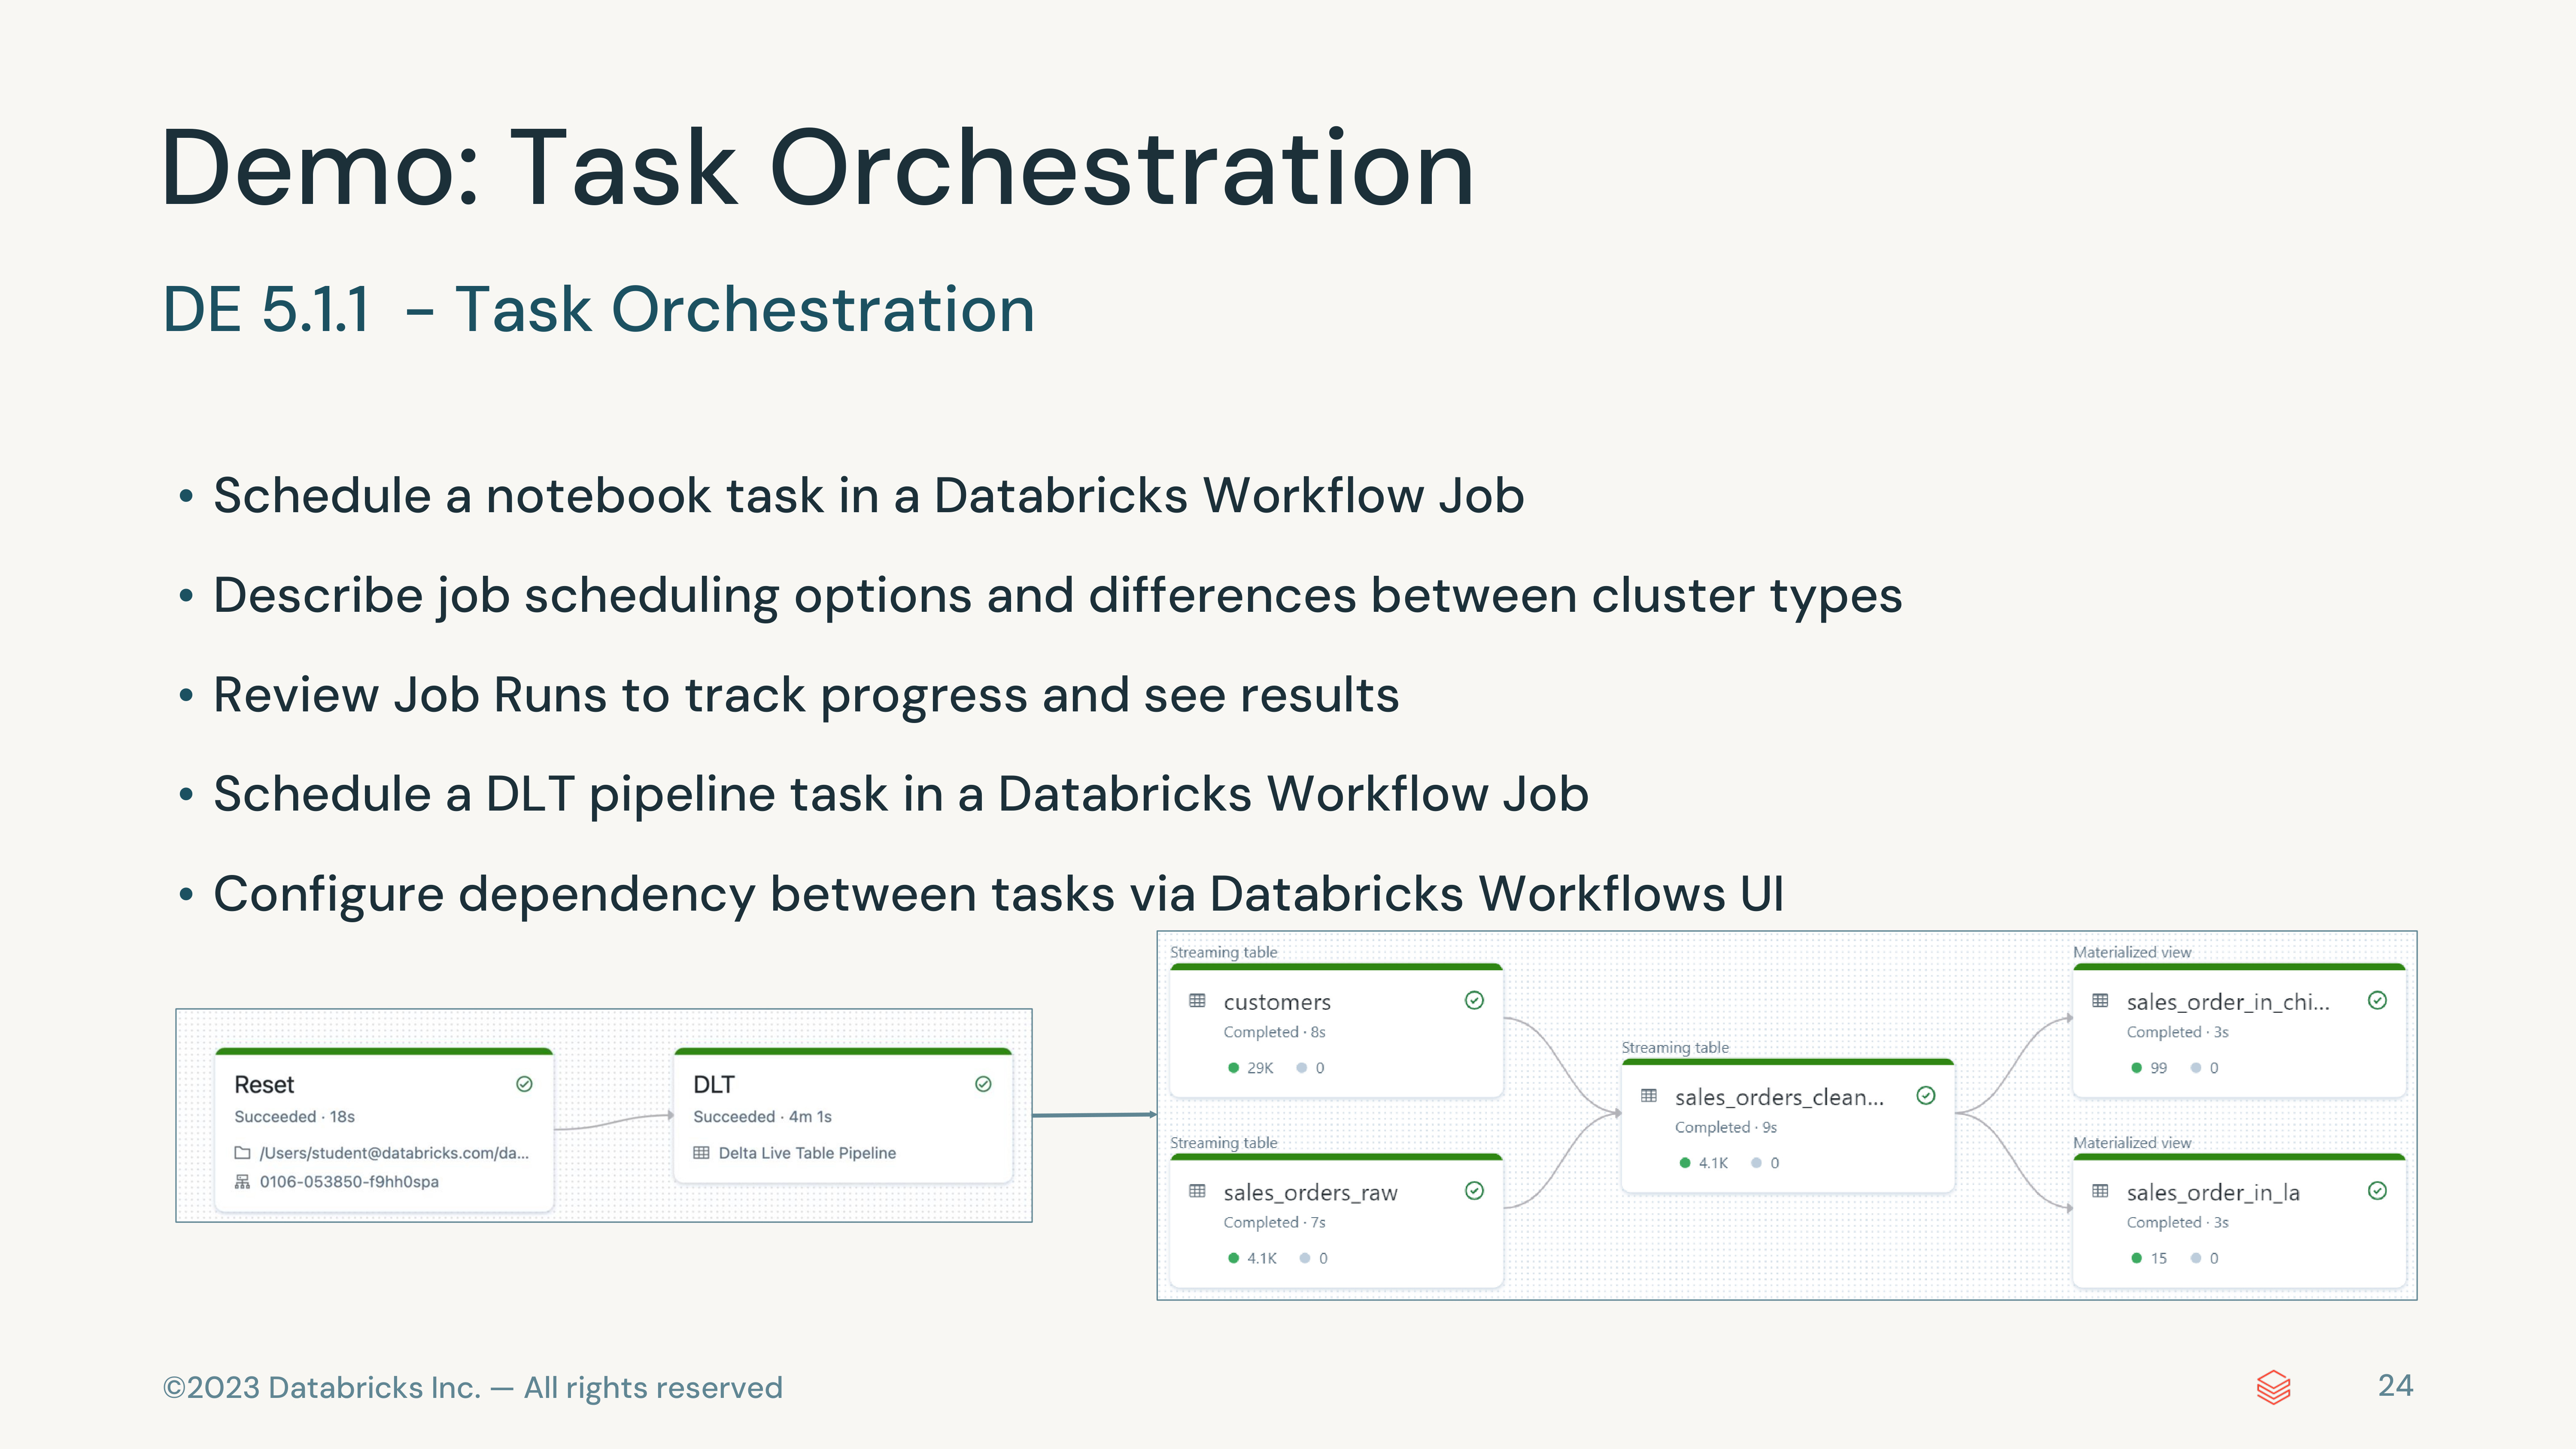 Demo: Task Orchestration
DE 5.1.1 - Task Orchestration
• Schedule a notebook task in a Databricks Workflow Job
• Describe job scheduling options and differences between cluster types
• Review Job Runs to track progress and see results
• Schedule a DLT pipeline task in a Databricks Workflow Job
• Configure dependency between tasks via Databricks Workflows UI
Reset
Succeeded · 18s
/Users/student@databricks.com/da...
0106-053850-f9hh0spa
DLT
Succeeded · 4m 1s
Delta Live Table Pipeline
Streaming table
customers
Completed · 8s
29K 0
Streaming table
sales_orders_raw
Completed · 7s
4.1K 0
Streaming table
sales_orders_clean...
Completed · 9s
4.1K 0
Materialized view
sales_order_in_chi...
Completed · 3s
99 0
Materialized view
sales_order_in_la
Completed · 3s
15 0
©2023 Databricks Inc. — All rights reserved
24